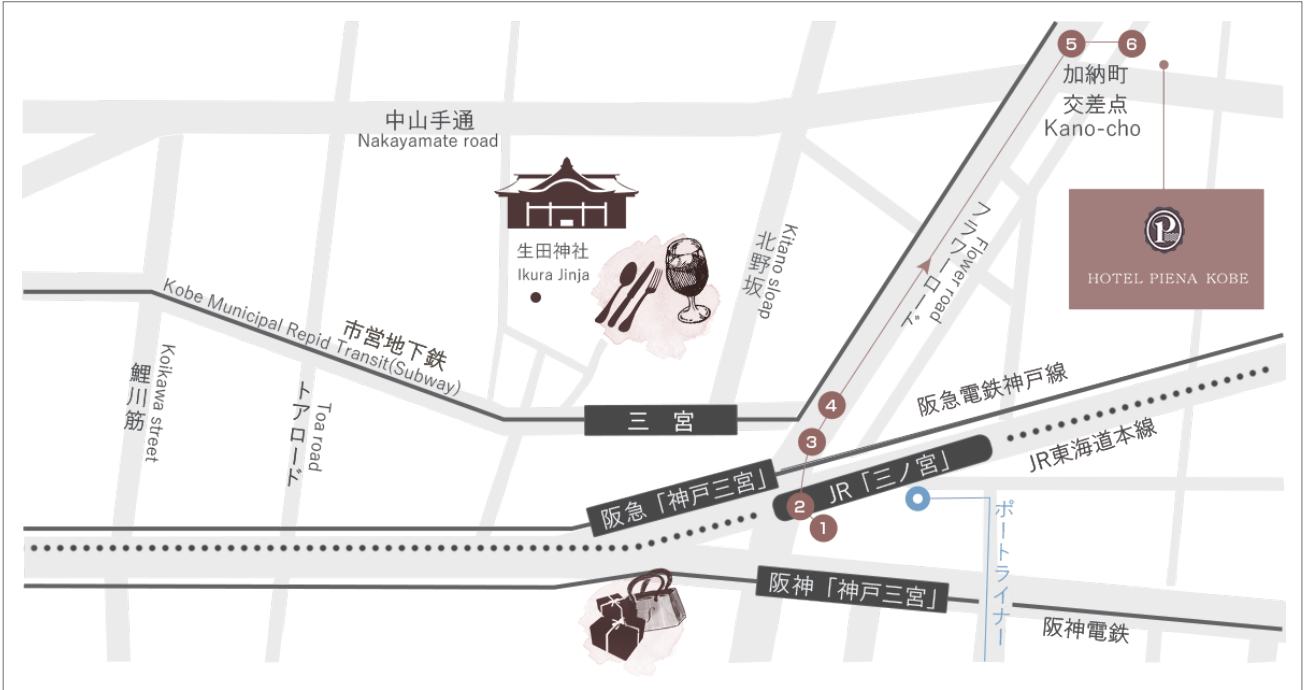 5
6
加納町
交差点
Kano-cho
中山手通
Nakayamate road
生田神社
Ikura Jinja
Kitano sloap
北野坂
Flower road
フラワーロード
P
HOTEL PIENA KOBE
Kobe Municipal Repid Transit(Subway)
市営地下鉄
Koikawa street
鯉川筋
Toa road
トアロード
三宮
4
3
阪急電鉄神戸線
JR東海道本線
阪急「神戸三宮」
JR「三ノ宮」
2
1
ポートライナー
阪神「神戸三宮」
阪神電鉄